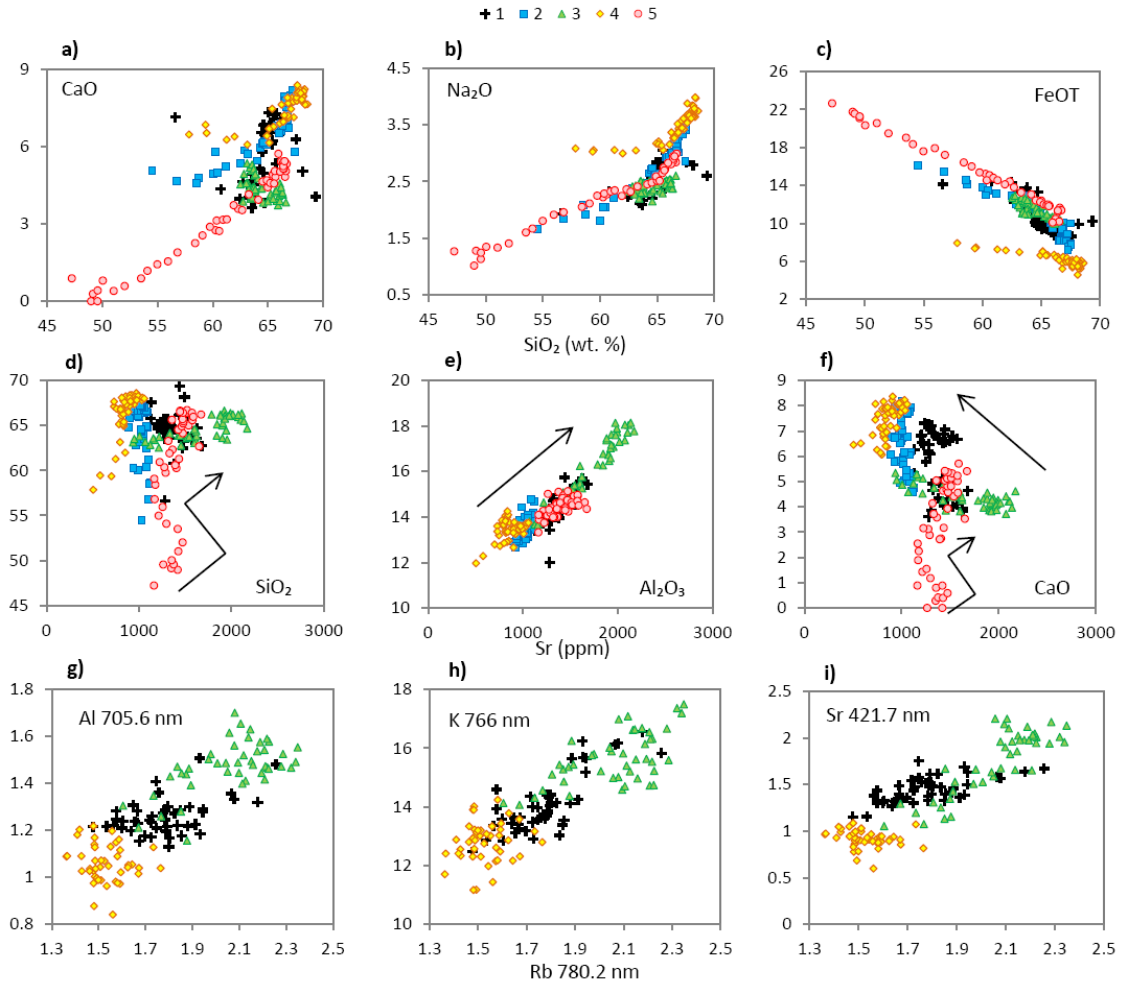 1 2 3 4 5
a) b) c)
CaO Na₂O FeOT
9 6 3 0
45 50 55 60 65 70
4.5 3.5 2.5 1.5 0.5
45 50 55 60 65 70
26 22 18 14 10 6 2
45 50 55 60 65 70
SiO₂ (wt. %)
d) e) f)
70 65 60 55 50 45
SiO₂
0 1000 2000 3000
20 18 16 14 12 10
Al₂O₃
0 1000 2000 3000
9 8 7 6 5 4 3 2 1 0
CaO
0 1000 2000 3000
Sr (ppm)
g) h) i)
Al 705.6 nm K 766 nm Sr 421.7 nm
1.8 1.6 1.4 1.2 1 0.8
1.3 1.5 1.7 1.9 2.1 2.3 2.5
18 16 14 12 10
1.3 1.5 1.7 1.9 2.1 2.3 2.5
2.5 2 1.5 1 0.5 0
1.3 1.5 1.7 1.9 2.1 2.3 2.5
Rb 780.2 nm